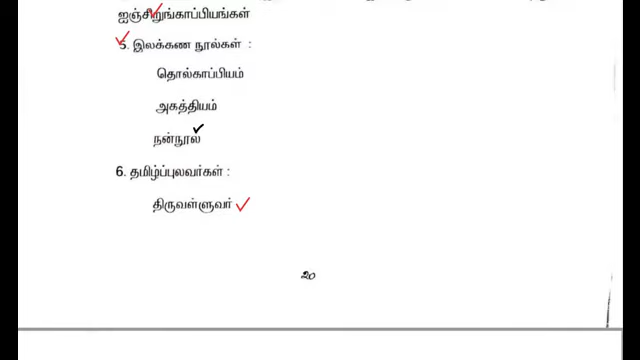 ஐஞ்சிறுங்காப்பியங்கள்
5. இலக்கண நூல்கள் :
தொல்காப்பியம்
அகத்தியம்
நன்நூல்
6. தமிழ்ப்புலவர்கள் :
திருவள்ளுவர்
20